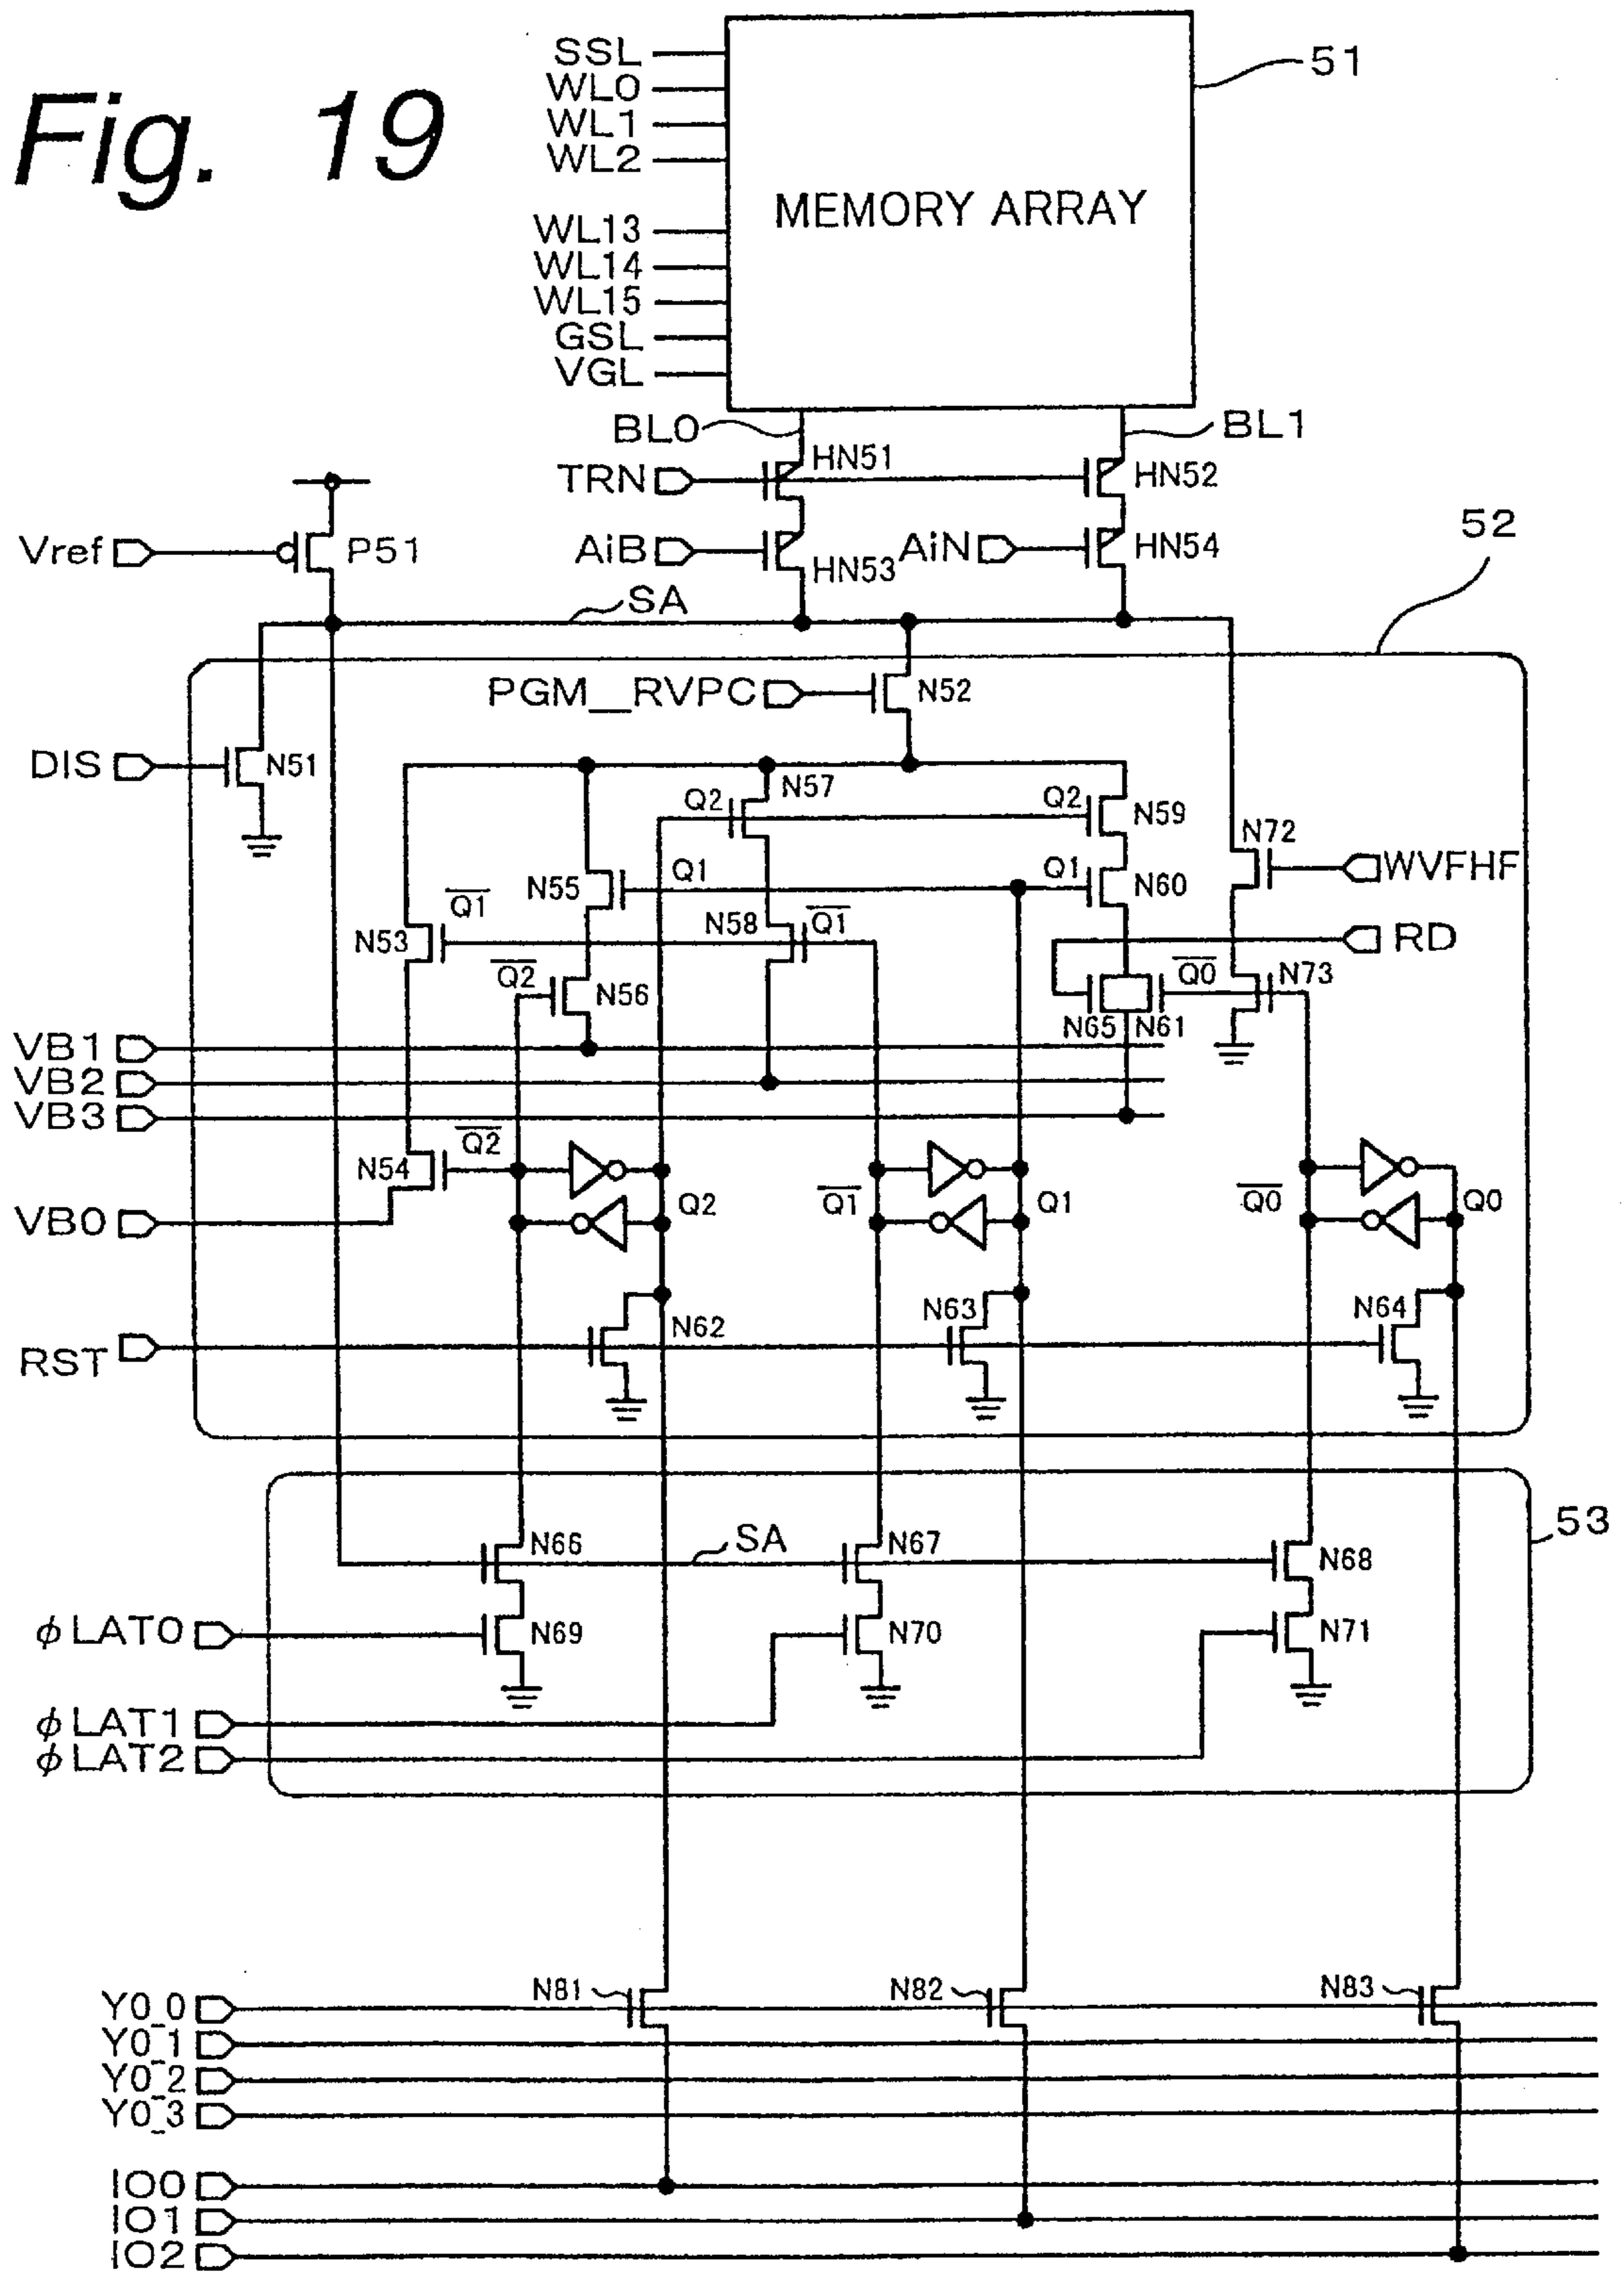 Fig. 19
SSL
WL0
WL1
WL2
WL13
WL14
WL15
GSL
VGL
MEMORY ARRAY
51
BL0
BL1
TRN
HN51
HN52
Vref
P51
AiB
HN53
AiN
HN54
52
SA
PGM__RVPC
N52
DIS
N51
Q2
N57
Q2
N59
N72
WVFHF
N55
Q1
Q1
N60
Q1
N53
N58
Q1
RD
Q2
N56
Q0
N73
N65
N61
VB1
VB2
VB3
N54
Q2
VB0
Q2
Q1
Q1
Q0
Q0
RST
N62
N63
N64
53
N66
SA
N67
N68
φLAT0
N69
N70
N71
φLAT1
φLAT2
N81
N82
N83
Y0_0
Y0_1
Y0_2
Y0_3
IO0
IO1
IO2